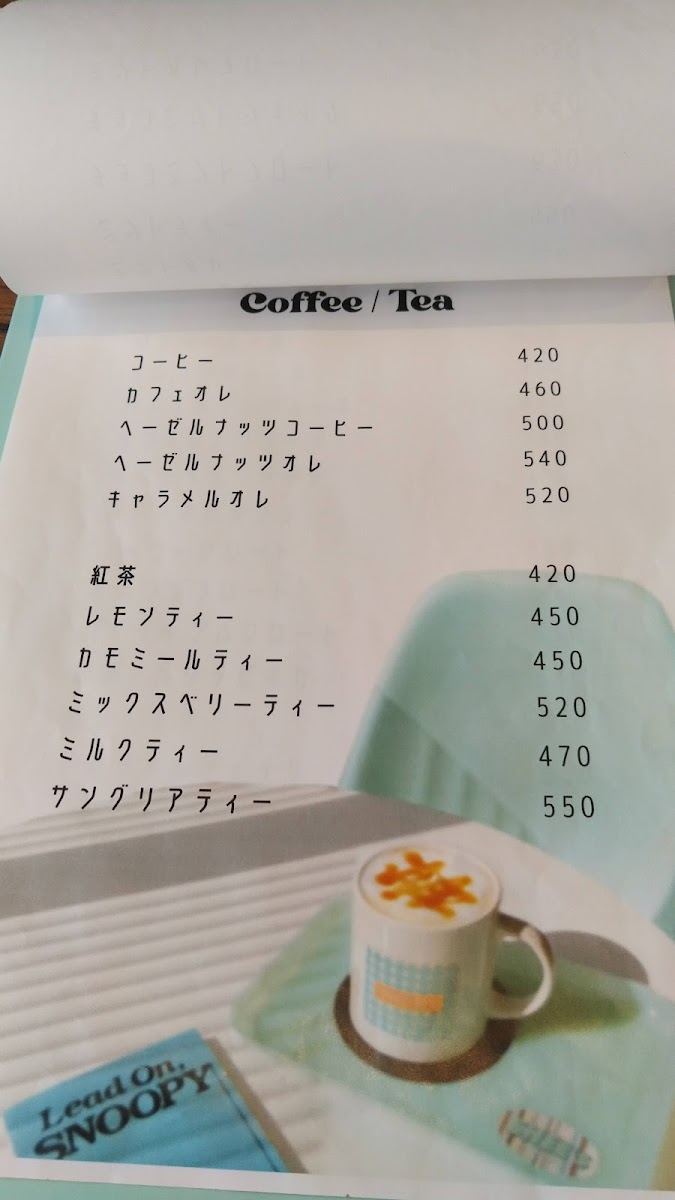 Coffee / Tea
コーヒー 420
カフェオレ 460
ヘーゼルナッツコーヒー 500
ヘーゼルナッツオレ 540
キャラメルオレ 520
紅茶 420
レモンティー 450
カモミールティー 450
ミックスベリーティー 520
ミルクティー 470
サングリアティー 550
Lead On,
SNOOPY